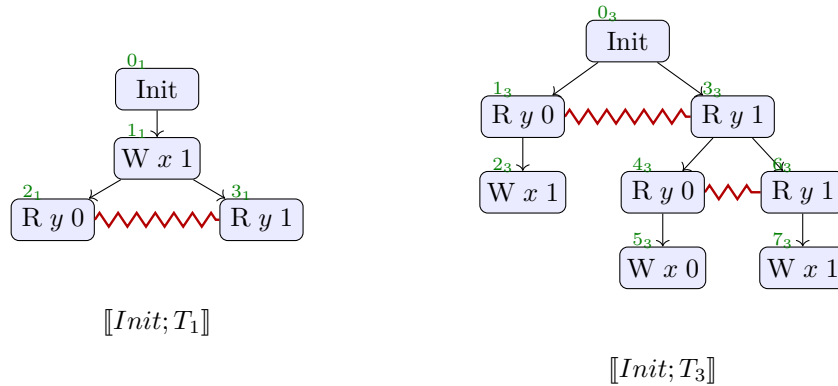 0₃
Init
0₁
Init
1₃
R y 0
3₃
R y 1
1₁
W x 1
2₃
W x 1
4₃
R y 0
6₃
R y 1
2₁
R y 0
3₁
R y 1
5₃
W x 0
7₃
W x 1
⟦Init; T₁⟧
⟦Init; T₃⟧